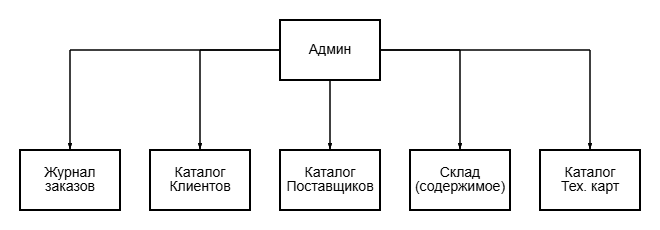 Админ
Журнал
заказов
Каталог
Клиентов
Каталог
Поставщиков
Склад
(содержимое)
Каталог
Тех. карт